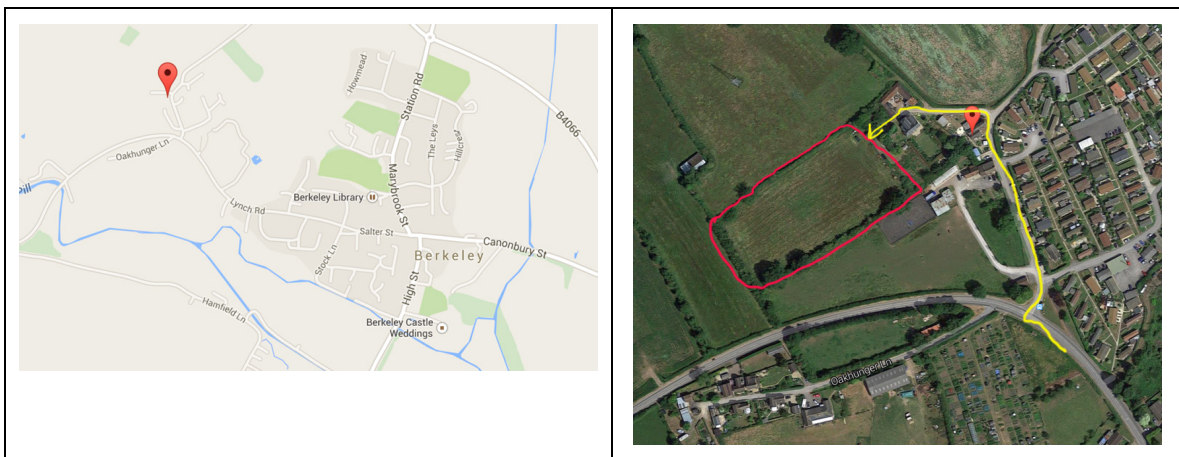 Howmead
Station Rd
B4066
The Leys
Hillcrest
Oakhunger Ln
Marybrook St
Pill
Berkeley Library
Lynch Rd
Salter St
Canonbury St
Stock Ln
Berkeley
High St
Hamfield Ln
Berkeley Castle
Weddings
Oakhunger Ln